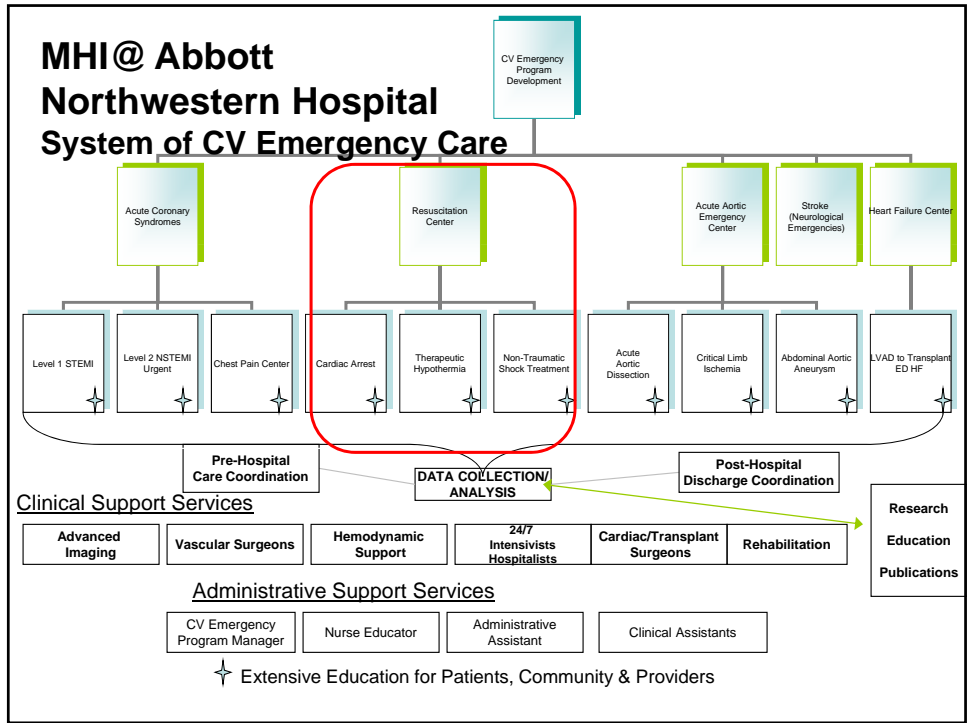 MHI@ Abbott
Northwestern Hospital
System of CV Emergency Care
CV Emergency
Program
Development
Acute Coronary
Syndromes
Resuscitation
Center
Acute Aortic
Emergency
Center
Stroke
(Neurological
Emergencies)
Heart Failure Center
Level 1 STEMI
Level 2 NSTEMI
Urgent
Chest Pain Center
Cardiac Arrest
Therapeutic
Hypothermia
Non-Traumatic
Shock Treatment
Acute
Aortic
Dissection
Critical Limb
Ischemia
Abdominal Aortic
Aneurysm
LVAD to Transplant
ED HF
Pre-Hospital
Care Coordination
DATA COLLECTION/
ANALYSIS
Post-Hospital
Discharge Coordination
Research
Education
Publications
Clinical Support Services
Advanced
Imaging
Vascular Surgeons
Hemodynamic
Support
24/7
Intensivists
Hospitalists
Cardiac/Transplant
Surgeons
Rehabilitation
Administrative Support Services
CV Emergency
Program Manager
Nurse Educator
Administrative
Assistant
Clinical Assistants
Extensive Education for Patients, Community & Providers